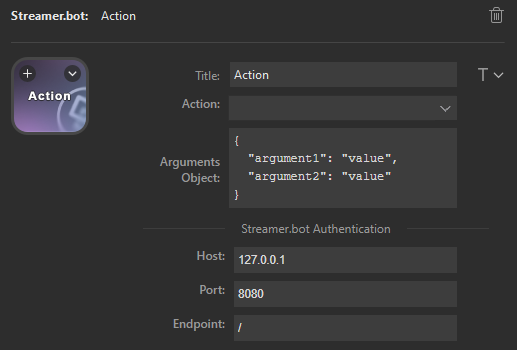 Streamer.bot: Action
Action
Title: Action
T
Action:
Arguments Object:
{
"argument1": "value",
"argument2": "value"
}
Streamer.bot Authentication
Host: 127.0.0.1
Port: 8080
Endpoint: /